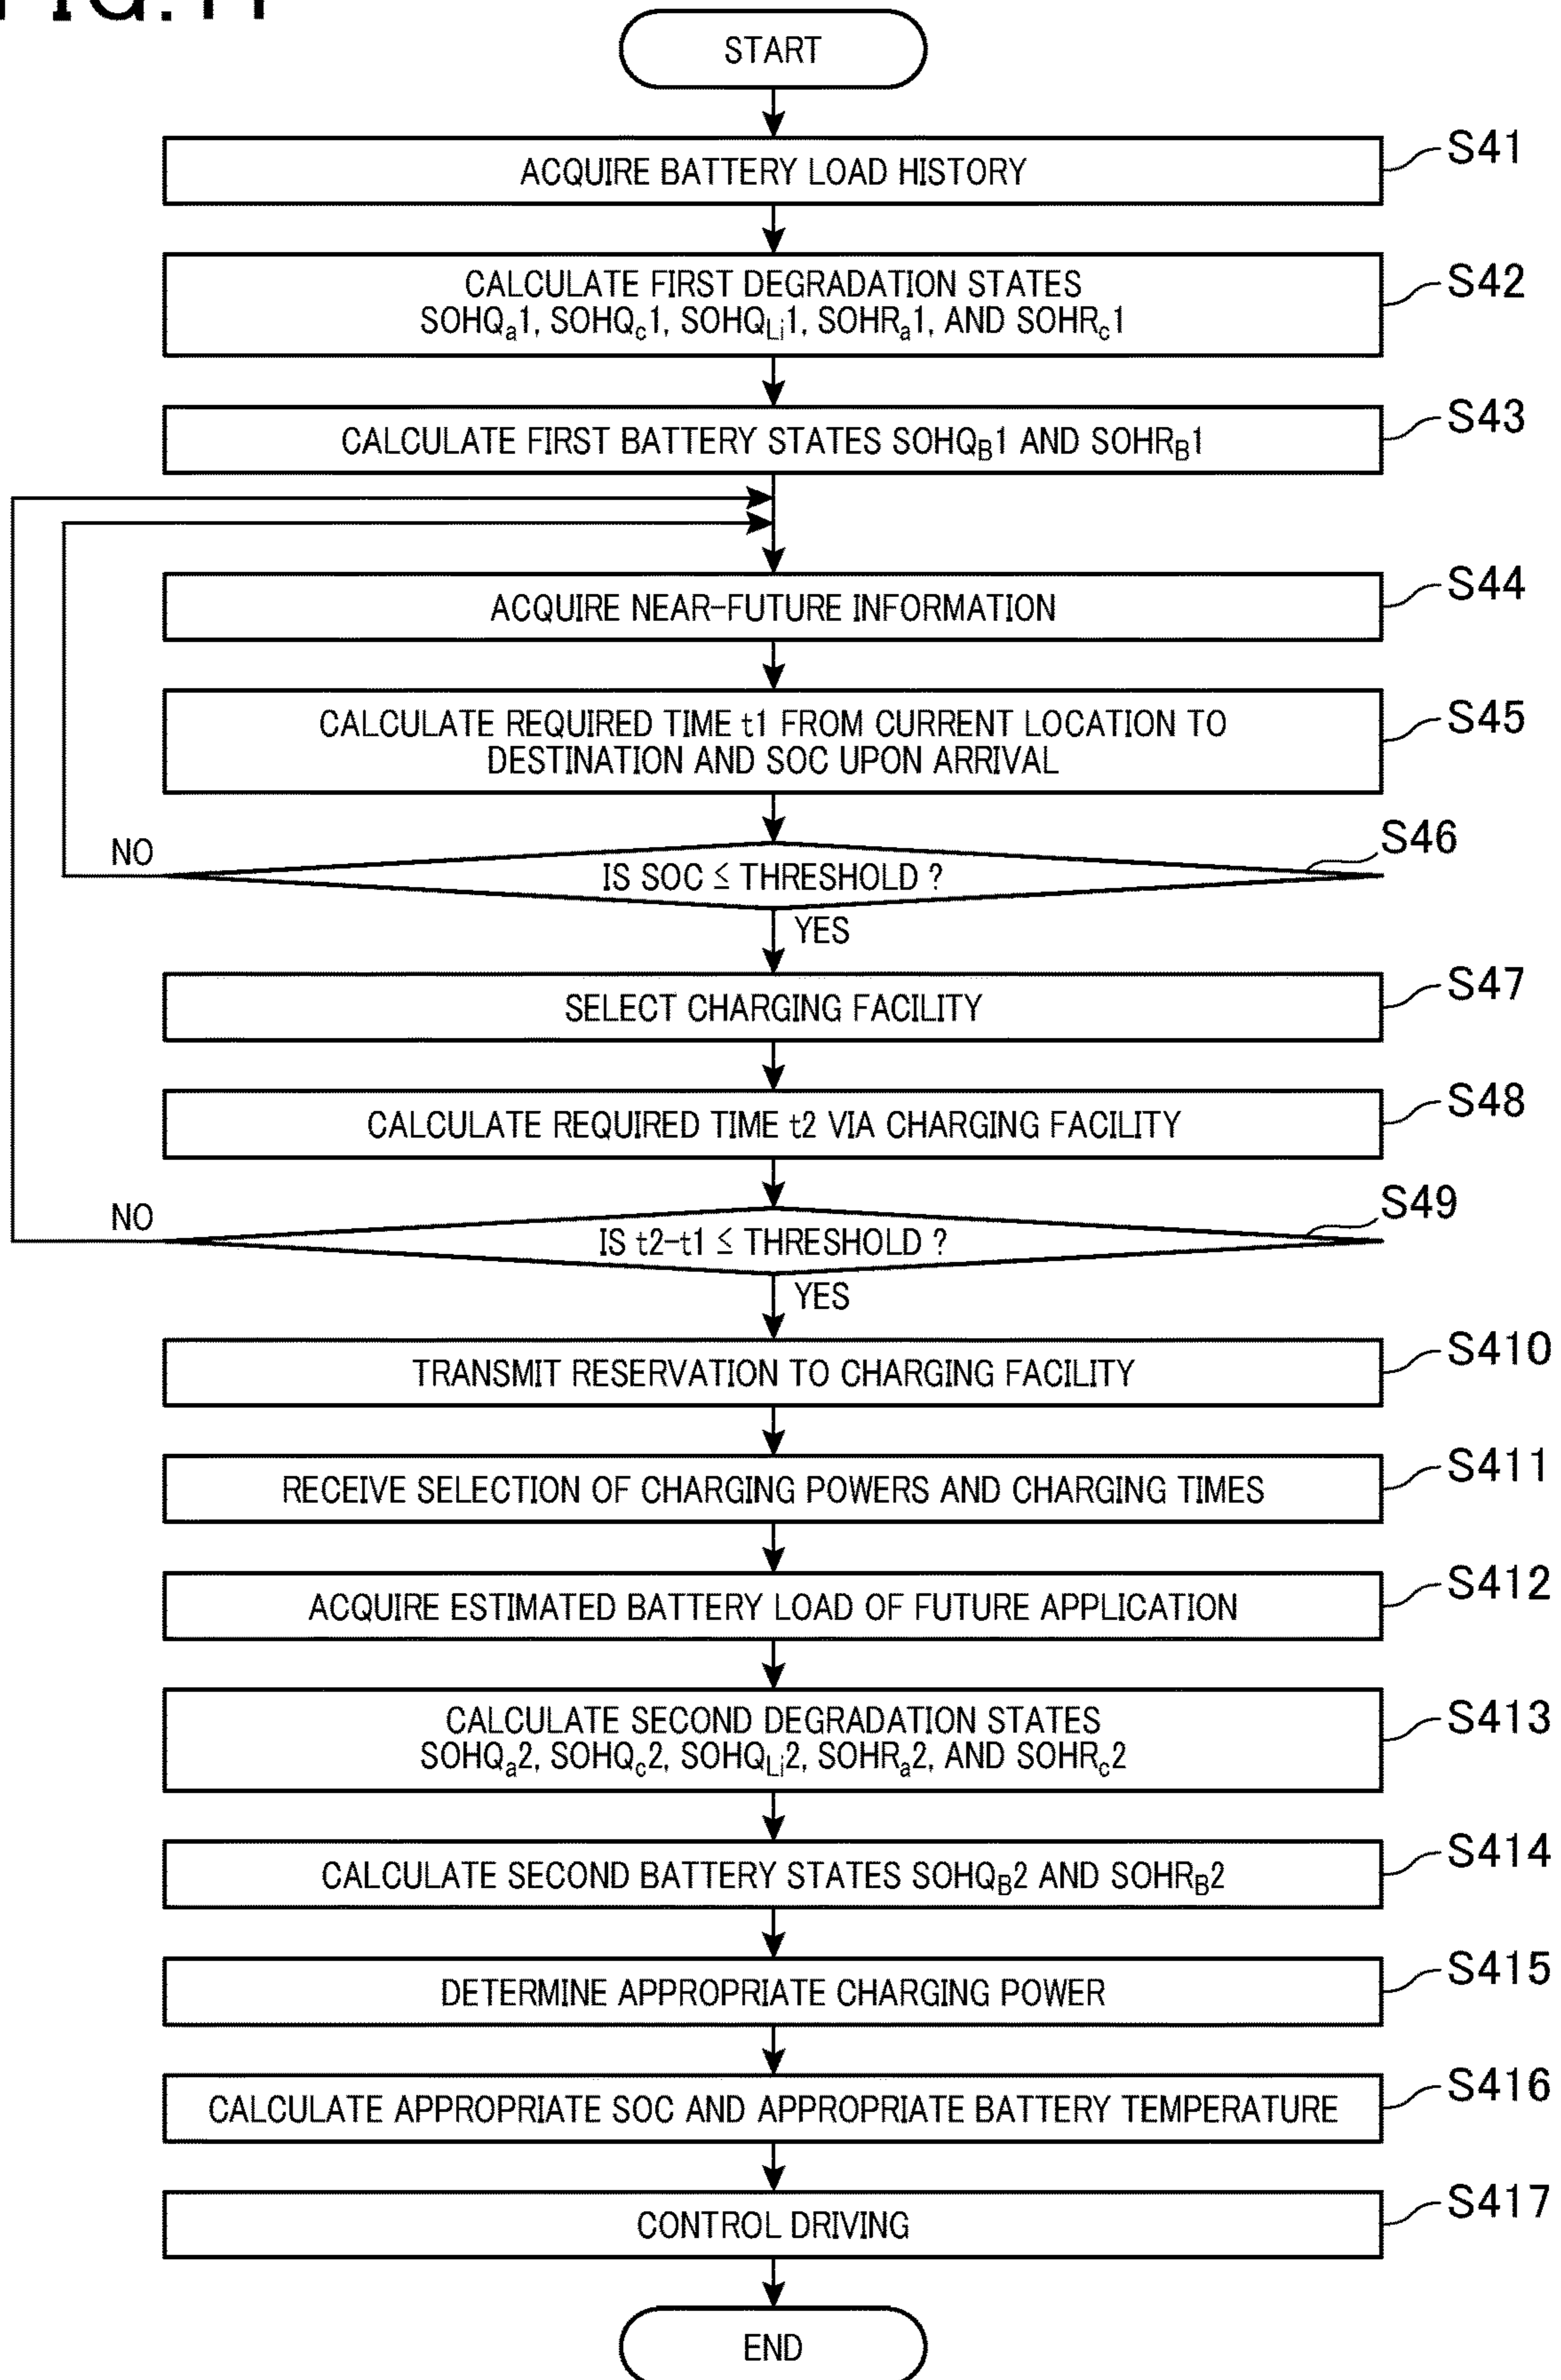 START
ACQUIRE BATTERY LOAD HISTORY
S41
CALCULATE FIRST DEGRADATION STATES
SOHQa1, SOHQc1, SOHQLi1, SOHRa1, AND SOHRc1
S42
CALCULATE FIRST BATTERY STATES SOHQB1 AND SOHRB1
S43
ACQUIRE NEAR-FUTURE INFORMATION
S44
CALCULATE REQUIRED TIME t1 FROM CURRENT LOCATION TO
DESTINATION AND SOC UPON ARRIVAL
S45
NO
IS SOC ≤ THRESHOLD ?
S46
YES
SELECT CHARGING FACILITY
S47
CALCULATE REQUIRED TIME t2 VIA CHARGING FACILITY
S48
NO
IS t2-t1 ≤ THRESHOLD ?
S49
YES
TRANSMIT RESERVATION TO CHARGING FACILITY
S410
RECEIVE SELECTION OF CHARGING POWERS AND CHARGING TIMES
S411
ACQUIRE ESTIMATED BATTERY LOAD OF FUTURE APPLICATION
S412
CALCULATE SECOND DEGRADATION STATES
SOHQa2, SOHQc2, SOHQLi2, SOHRa2, AND SOHRc2
S413
CALCULATE SECOND BATTERY STATES SOHQB2 AND SOHRB2
S414
DETERMINE APPROPRIATE CHARGING POWER
S415
CALCULATE APPROPRIATE SOC AND APPROPRIATE BATTERY TEMPERATURE
S416
CONTROL DRIVING
S417
END